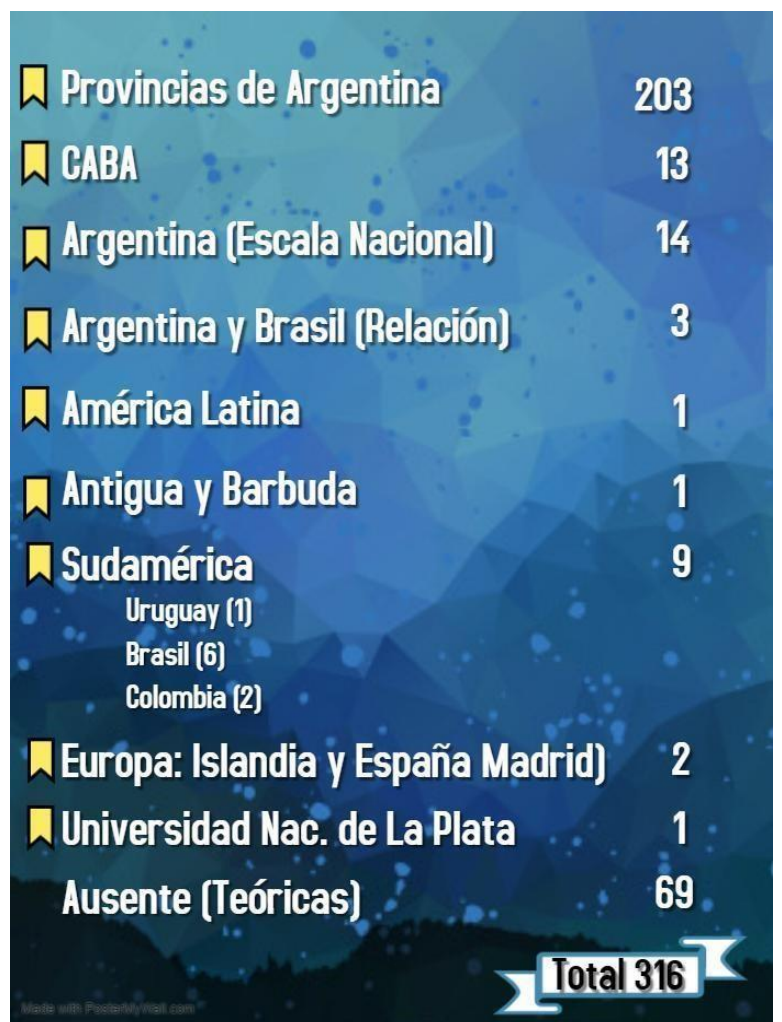 Provincias de Argentina 203
CABA 13
Argentina (Escala Nacional) 14
Argentina y Brasil (Relación) 3
América Latina 1
Antigua y Barbuda 1
Sudamérica 9
Uruguay (1)
Brasil (6)
Colombia (2)
Europa: Islandia y España Madrid) 2
Universidad Nac. de La Plata 1
Ausente (Teóricas) 69
Total 316
Made with PosterMyWall.com